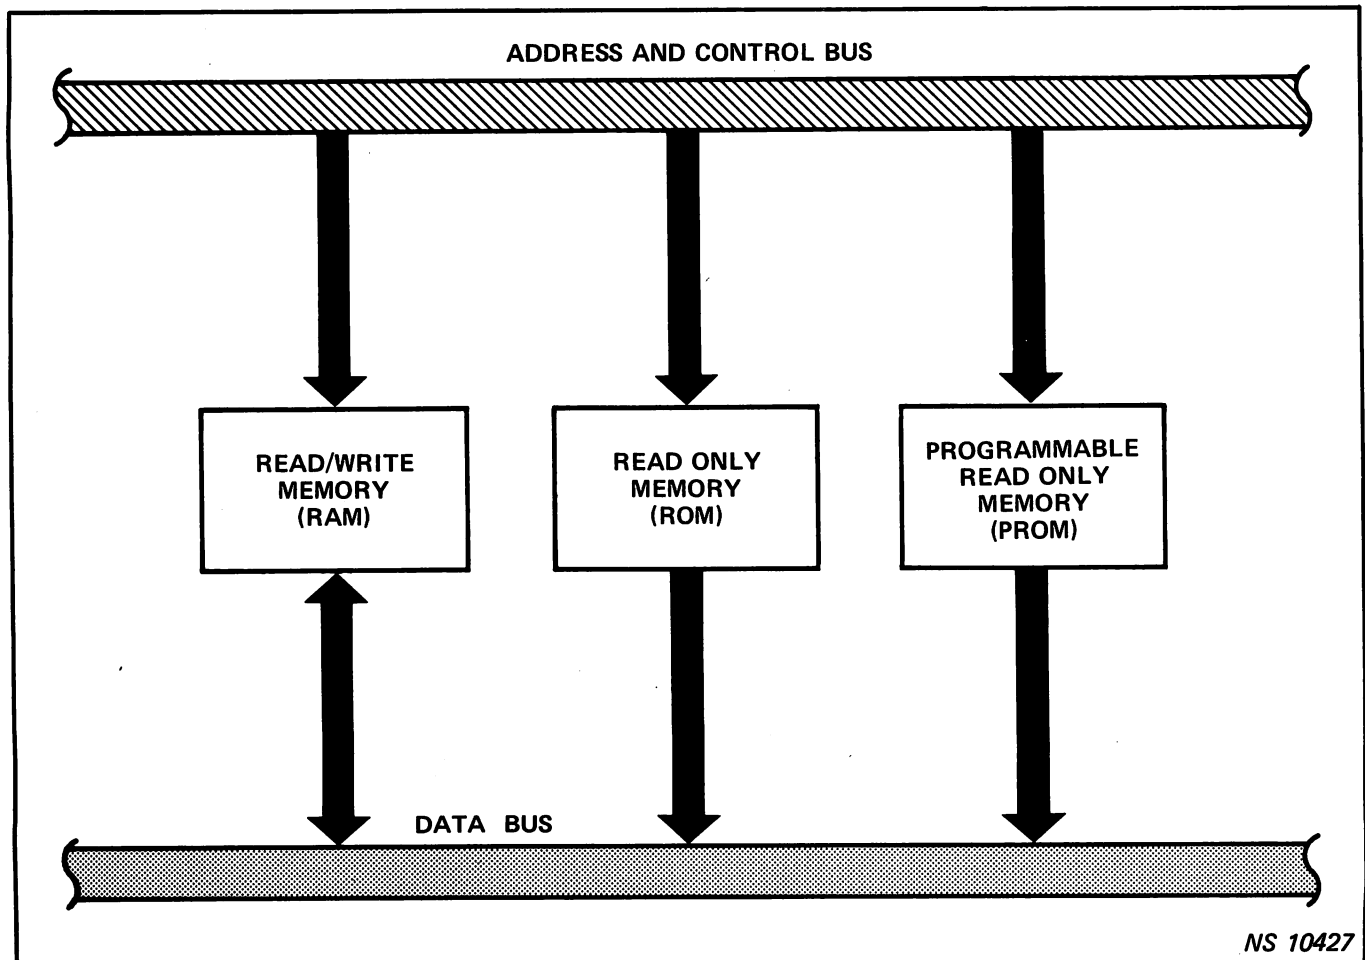 ADDRESS AND CONTROL BUS
READ/WRITE
MEMORY
(RAM)
READ ONLY
MEMORY
(ROM)
PROGRAMMABLE
READ ONLY
MEMORY
(PROM)
DATA BUS
NS 10427